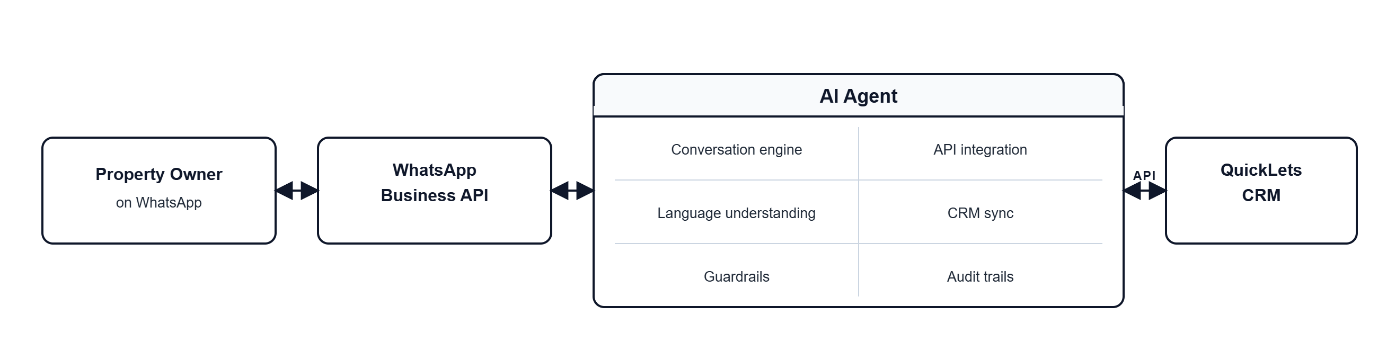 AI Agent
Property Owner
on WhatsApp
WhatsApp
Business API
Conversation engine
API integration
Language understanding
CRM sync
Guardrails
Audit trails
API
QuickLets
CRM